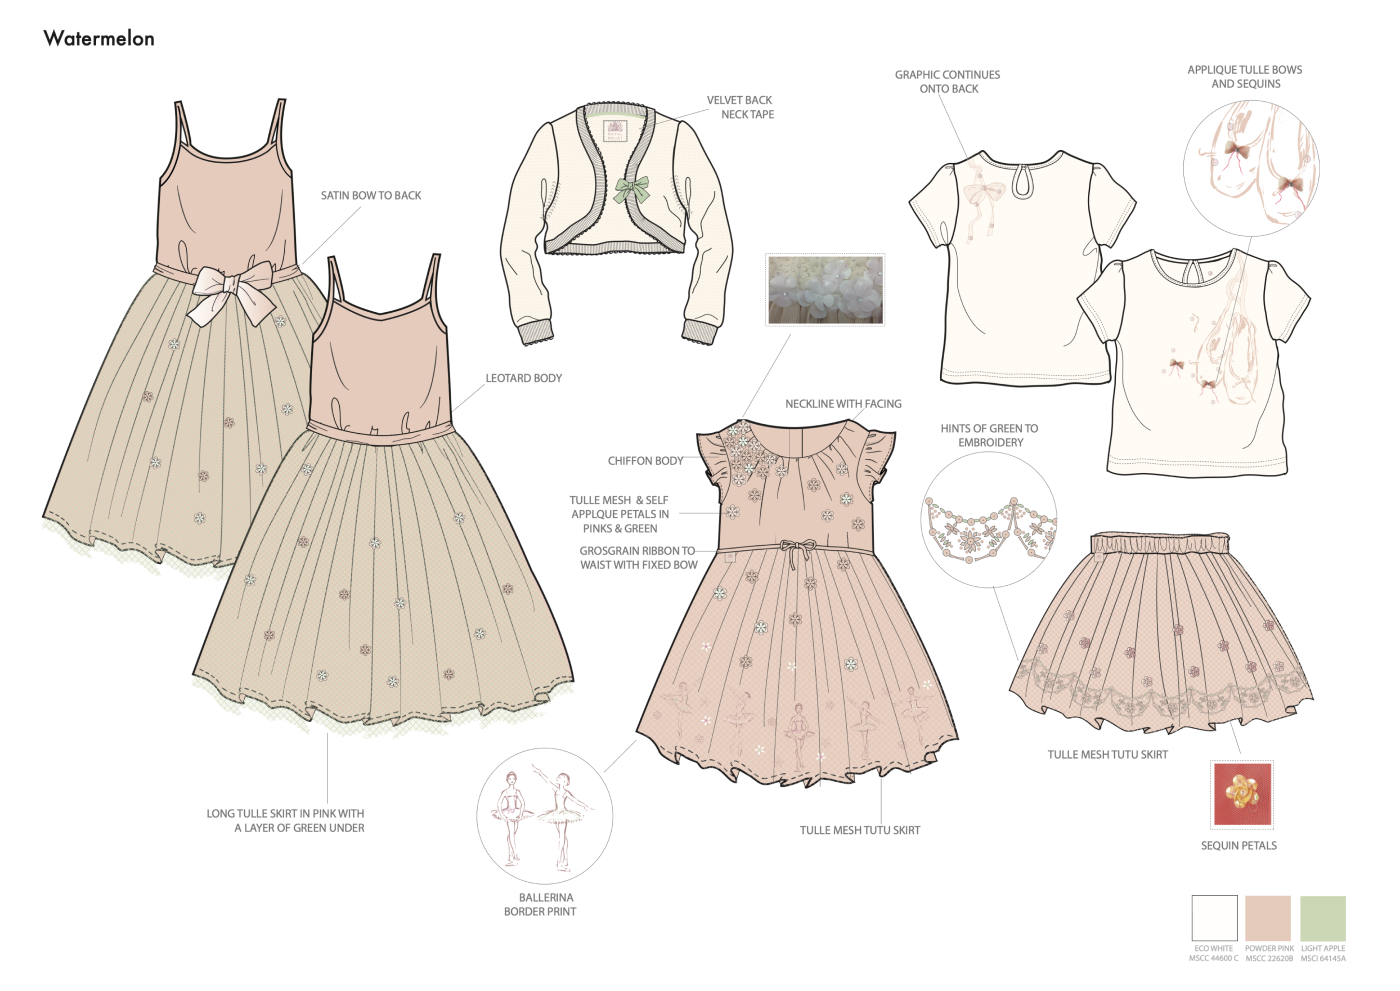 Watermelon
SATIN BOW TO BACK
LEOTARD BODY
LONG TULLE SKIRT IN PINK WITH
A LAYER OF GREEN UNDER
VELVET BACK
NECK TAPE
ROYAL
BALLET
NECKLINE WITH FACING
CHIFFON BODY
TULLE MESH & SELF
APPLQUE PETALS IN
PINKS & GREEN
GROSGRAIN RIBBON TO
WAIST WITH FIXED BOW
BALLERINA
BORDER PRINT
TULLE MESH TUTU SKIRT
GRAPHIC CONTINUES
ONTO BACK
APPLIQUE TULLE BOWS
AND SEQUINS
HINTS OF GREEN TO
EMBROIDERY
TULLE MESH TUTU SKIRT
SEQUIN PETALS
ECO WHITE
MSCC 44600 C
POWDER PINK
MSCC 22620B
LIGHT APPLE
MSCI 64145A